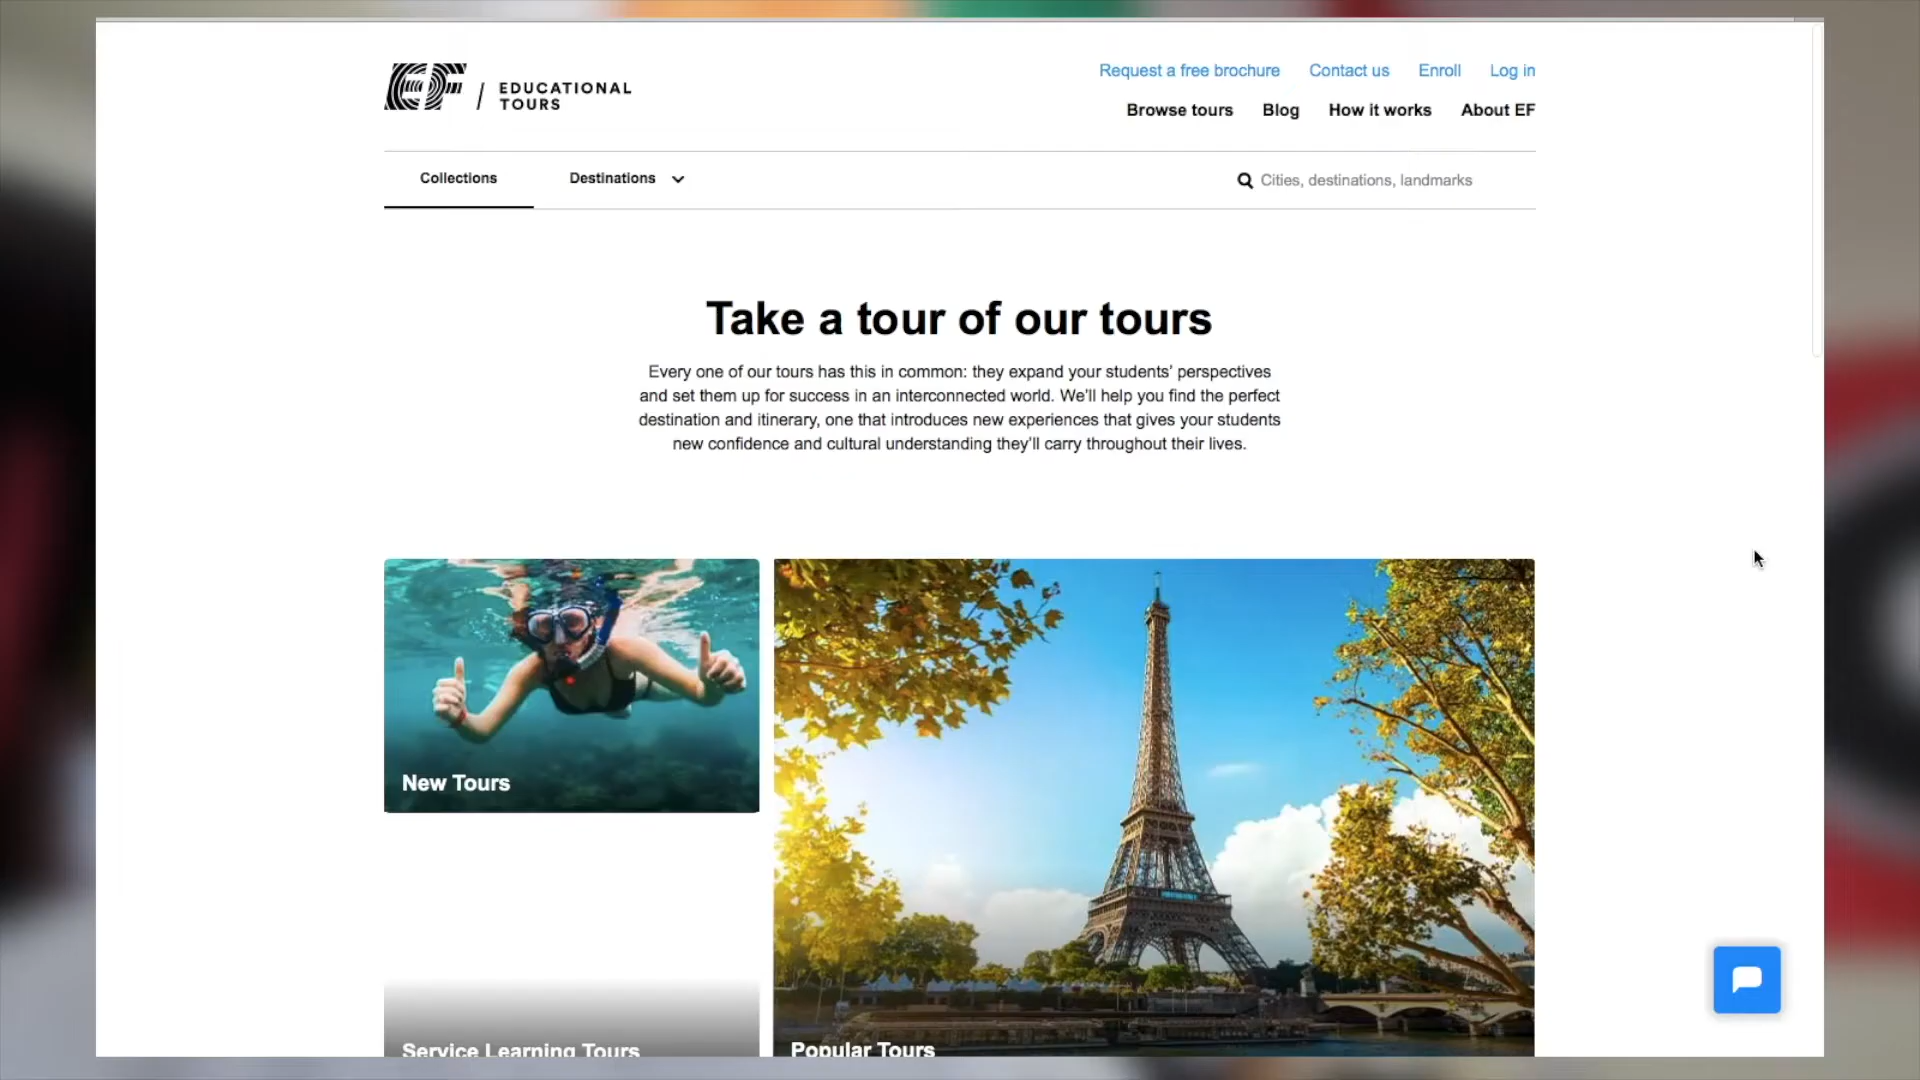 EF / EDUCATIONAL
TOURS
Request a free brochure Contact us Enroll Log in
Browse tours Blog How it works About EF
Collections Destinations Cities, destinations, landmarks
Take a tour of our tours
Every one of our tours has this in common: they expand your students’ perspectives
and set them up for success in an interconnected world. We’ll help you find the perfect
destination and itinerary, one that introduces new experiences that gives your students
new confidence and cultural understanding they’ll carry throughout their lives.
New Tours
Service Learning Tours
Popular Tours